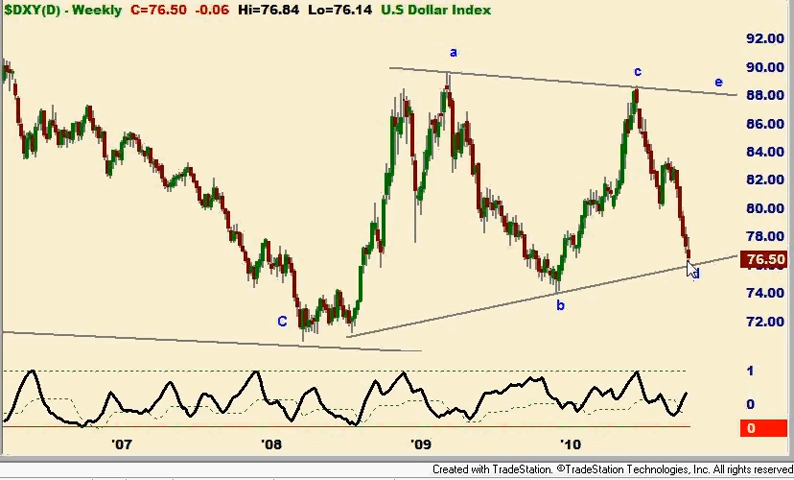 $DXY(D) - Weekly C=76.50 -0.06 Hi=76.84 Lo=76.14 U.S Dollar Index
92.00
a
90.00
c
e
88.00
86.00
84.00
82.00
80.00
78.00
76.50
d
74.00
b
C
72.00
1
0
0
'07 '08 '09 '10
Created with TradeStation. ©TradeStation Technologies, Inc. All rights reserved